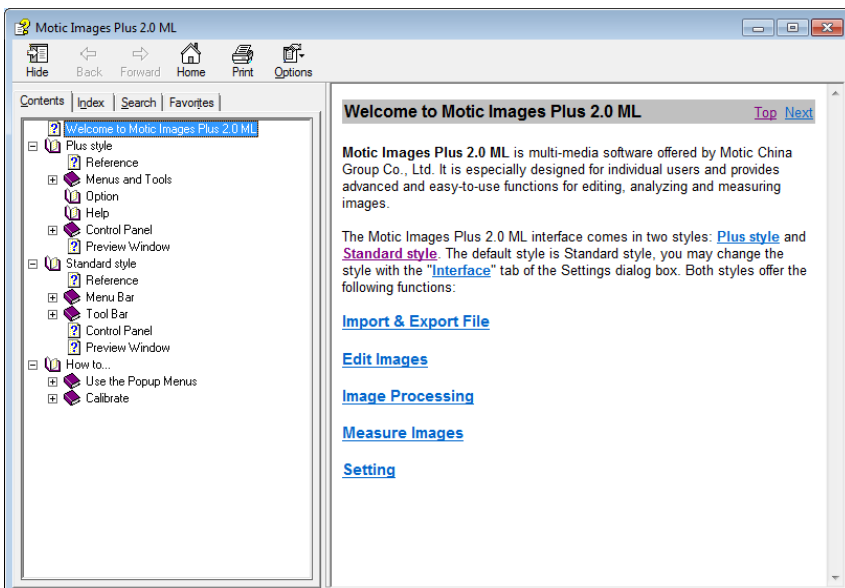 Motic Images Plus 2.0 ML
Hide Back Forward Home Print Options
Contents Index Search Favorites
Welcome to Motic Images Plus 2.0 ML
Plus style
Reference
Menus and Tools
Option
Help
Control Panel
Preview Window
Standard style
Reference
Menu Bar
Tool Bar
Control Panel
Preview Window
How to...
Use the Popup Menus
Calibrate
Welcome to Motic Images Plus 2.0 ML Top Next
Motic Images Plus 2.0 ML is multi-media software offered by Motic China
Group Co., Ltd. It is especially designed for individual users and provides
advanced and easy-to-use functions for editing, analyzing and measuring
images.
The Motic Images Plus 2.0 ML interface comes in two styles: Plus style and
Standard style. The default style is Standard style, you may change the
style with the "Interface" tab of the Settings dialog box. Both styles offer the
following functions:
Import & Export File
Edit Images
Image Processing
Measure Images
Setting